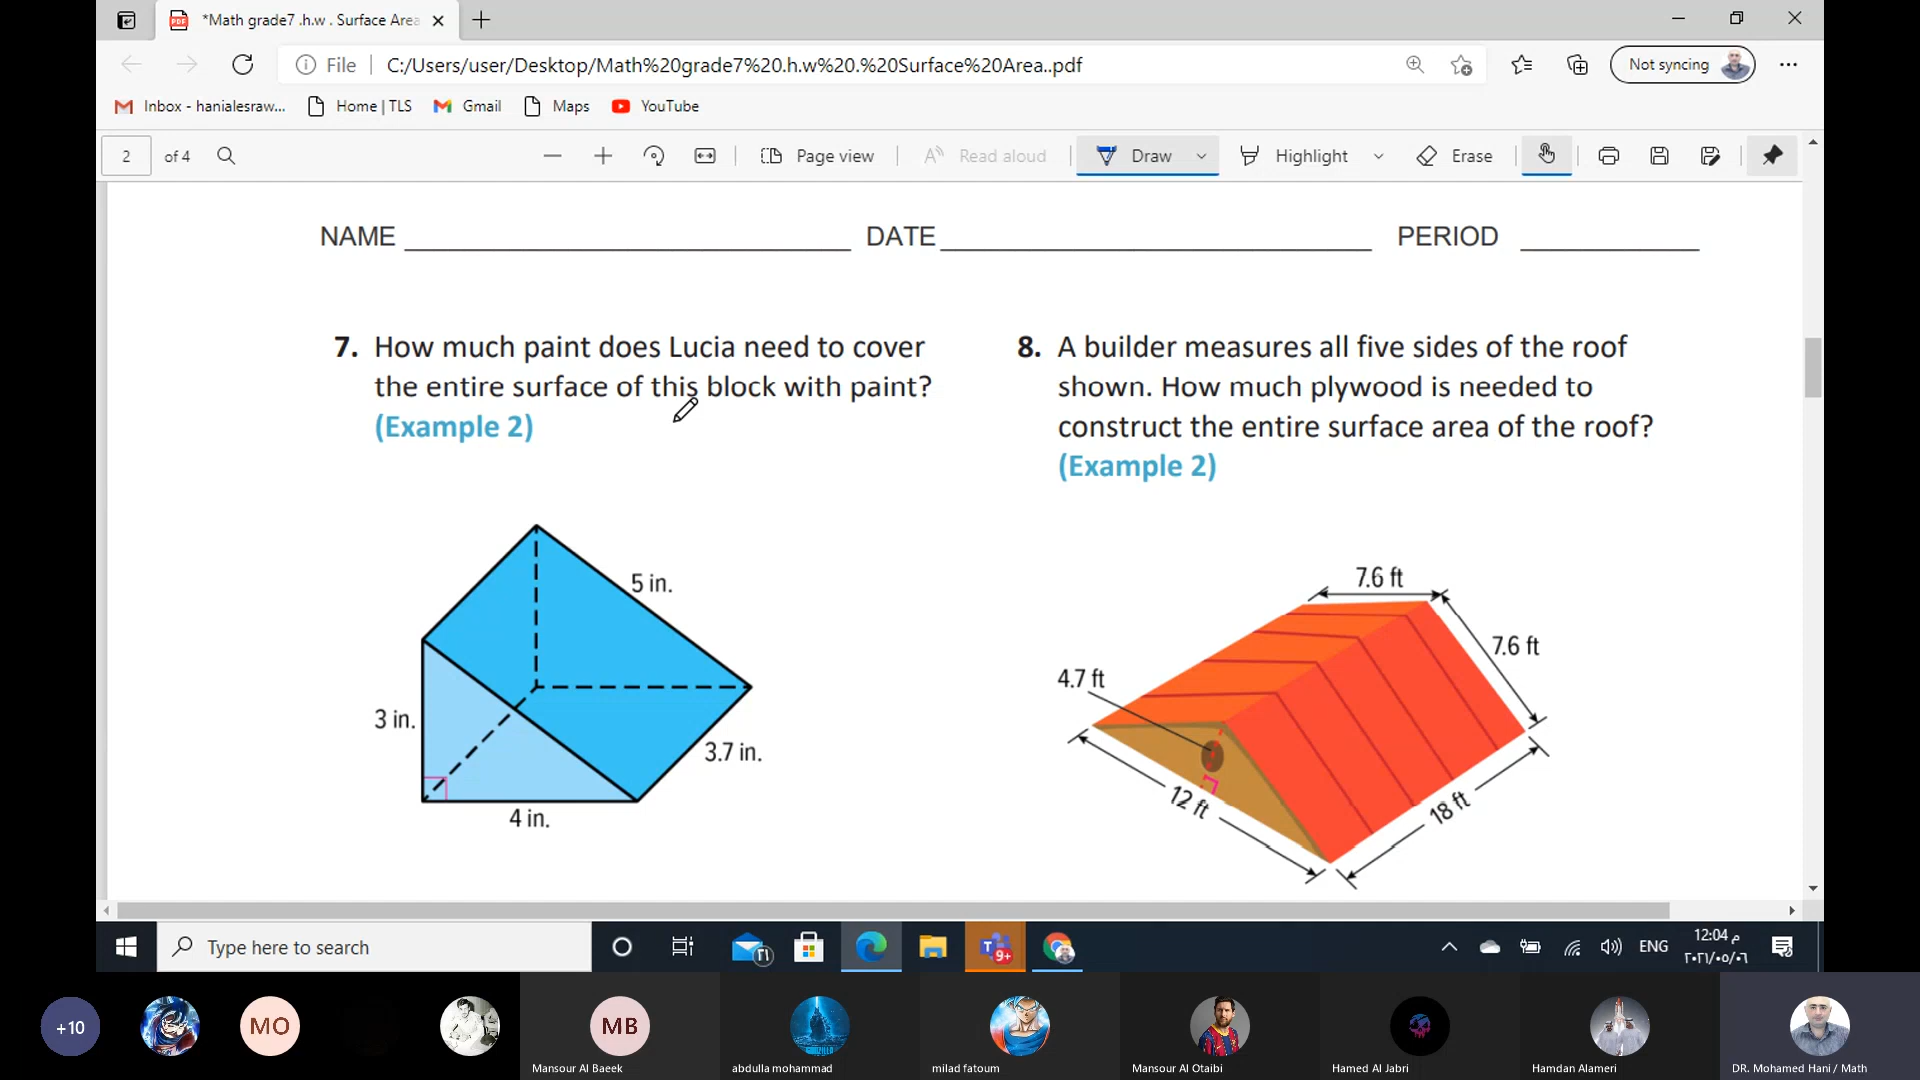 *Math grade7 .h.w . Surface Area
File
C:/Users/user/Desktop/Math%20grade7%20.h.w%20.%20Surface%20Area..pdf
Not syncing
Inbox - hanialesraw...
Home | TLS
Gmail
Maps
YouTube
2 of 4
Page view
Read aloud
Draw
Highlight
Erase
NAME DATE PERIOD
7. How much paint does Lucia need to cover
the entire surface of this block with paint?
(Example 2)
5 in.
3 in.
3.7 in.
4 in.
8. A builder measures all five sides of the roof
shown. How much plywood is needed to
construct the entire surface area of the roof?
(Example 2)
7.6 ft
7.6 ft
4.7 ft
12 ft
18 ft
Type here to search
٢١
9+
ENG
12:04 م
٢٠٢١/٠٥/٠٦
+10
MO
MB
Mansour Al Baeek
abdulla mohammad
milad fatoum
Mansour Al Otaibi
Hamed Al Jabri
Hamdan Alameri
DR. Mohamed Hani / Math